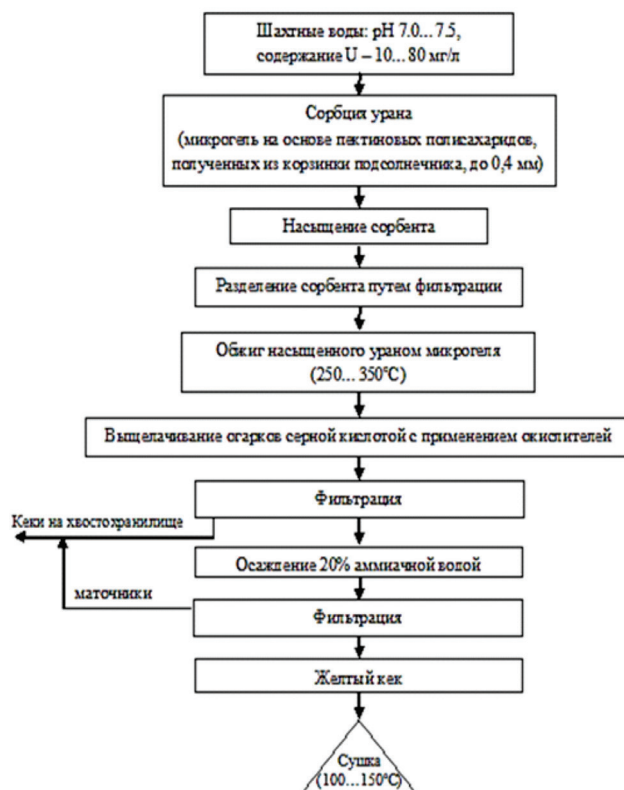 Шахтные воды: pH 7.0... 7.5,
содержание U – 10... 80 мг/л
Сорбция урана
(микрогель на основе пектиновых полисахаридов,
полученных из корзинки подсолнечника, до 0,4 мм)
Насыщение сорбента
Разделение сорбента путем фильтрации
Обжиг насыщенного ураном микрогеля
(250... 350°C)
Выщелачивание огарков серной кислотой с применением окислителей
Фильтрация
Кеки на хвостохранилище
Осаждение 20% аммиачной водой
маточники
Фильтрация
Желтый кек
Сушка
(100...150°C)